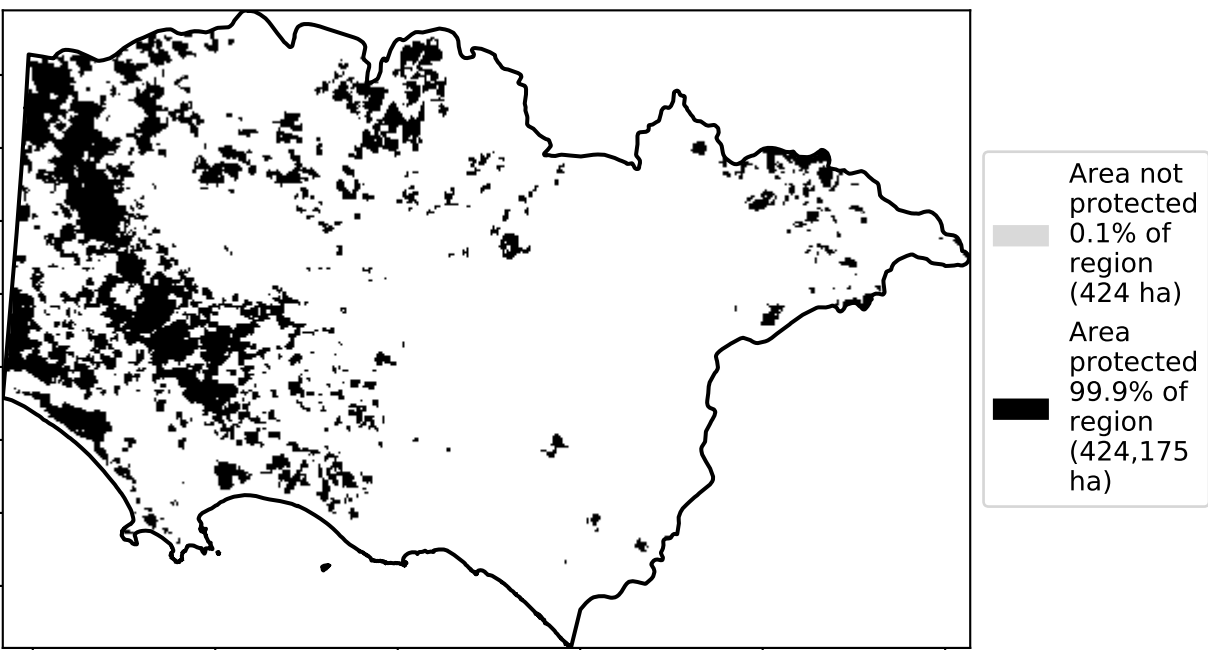 Area not
protected
0.1% of
region
(424 ha)
Area
protected
99.9% of
region
(424,175
ha)